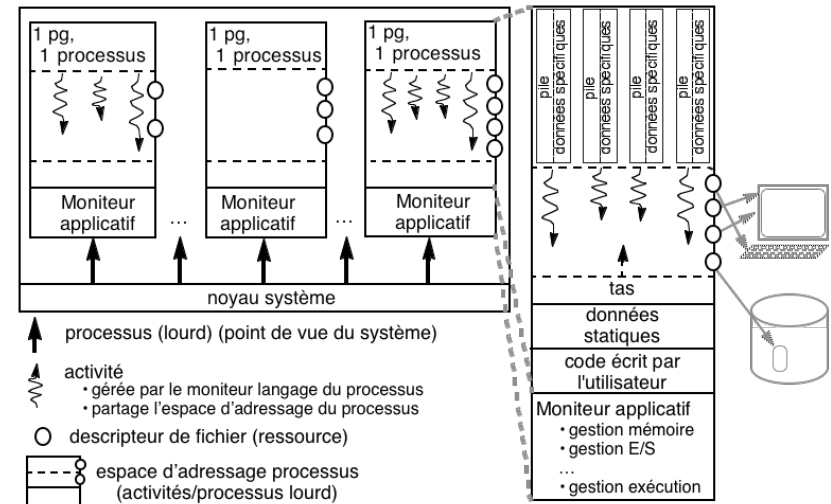 1 pg,
1 processus
1 pg,
1 processus
1 pg,
1 processus
Moniteur
applicatif
...
Moniteur
applicatif
...
Moniteur
applicatif
noyau système
processus (lourd) (point de vue du système)
activité
• gérée par le moniteur langage du processus
• partage l'espace d'adressage du processus
descripteur de fichier (ressource)
espace d'adressage processus
(activités/processus lourd)
pile
données spécifiques
pile
données spécifiques
pile
données spécifiques
pile
données spécifiques
tas
données
statiques
code écrit par
l'utilisateur
Moniteur applicatif
• gestion mémoire
• gestion E/S
...
• gestion exécution